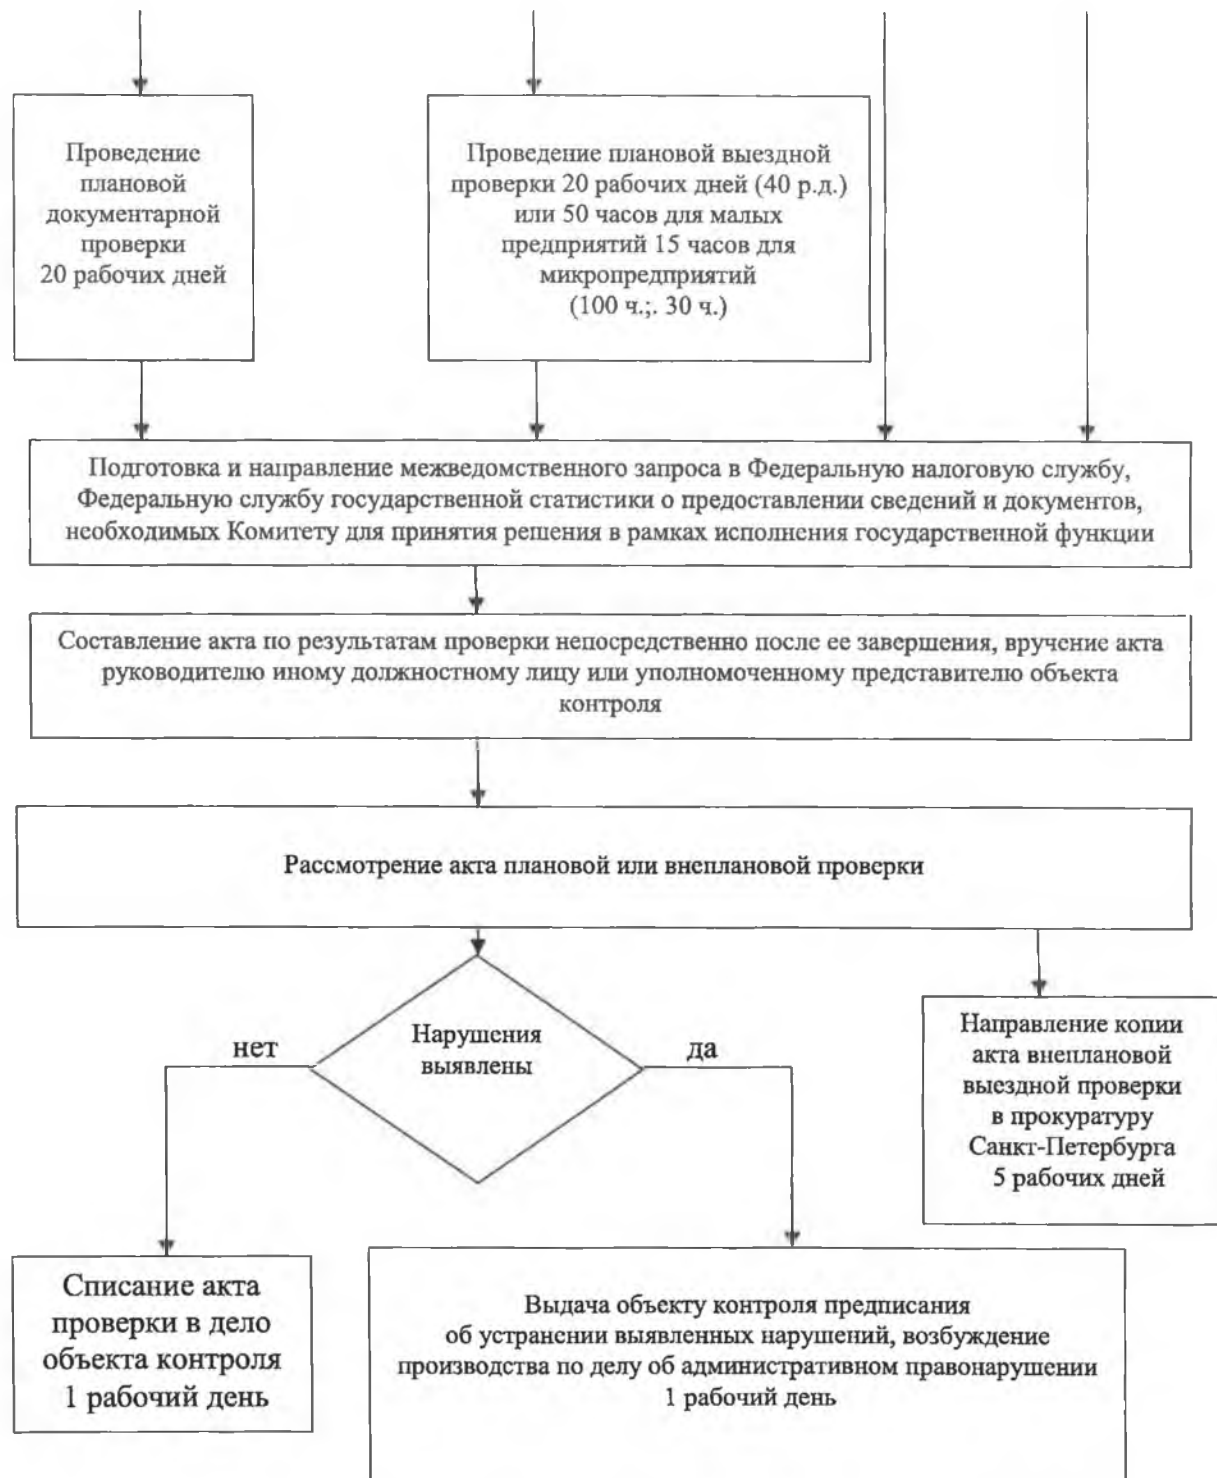 Проведение
плановой
документарной
проверки
20 рабочих дней
Проведение плановой выездной
проверки 20 рабочих дней (40 р.д.)
или 50 часов для малых
предприятий 15 часов для
микропредприятий
(100 ч.;. 30 ч.)
Подготовка и направление межведомственного запроса в Федеральную налоговую службу,
Федеральную службу государственной статистики о предоставлении сведений и документов,
необходимых Комитету для принятия решения в рамках исполнения государственной функции
Составление акта по результатам проверки непосредственно после ее завершения, вручение акта
руководителю иному должностному лицу или уполномоченному представителю объекта
контроля
Рассмотрение акта плановой или внеплановой проверки
Нарушения
выявлены
нет
да
Направление копии
акта внеплановой
выездной проверки
в прокуратуру
Санкт-Петербурга
5 рабочих дней
Списание акта
проверки в дело
объекта контроля
1 рабочий день
Выдача объекту контроля предписания
об устранении выявленных нарушений, возбуждение
производства по делу об административном правонарушении
1 рабочий день